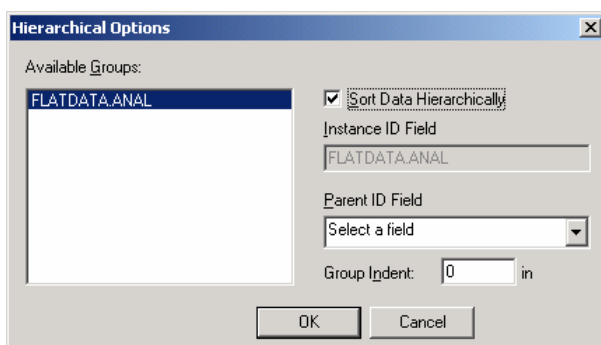 Hierarchical Options
Available Groups:
FLATDATA.ANAL
Sort Data Hierarchically
Instance ID Field
FLATDATA.ANAL
Parent ID Field
Select a field
Group Indent: 0 in
OK Cancel